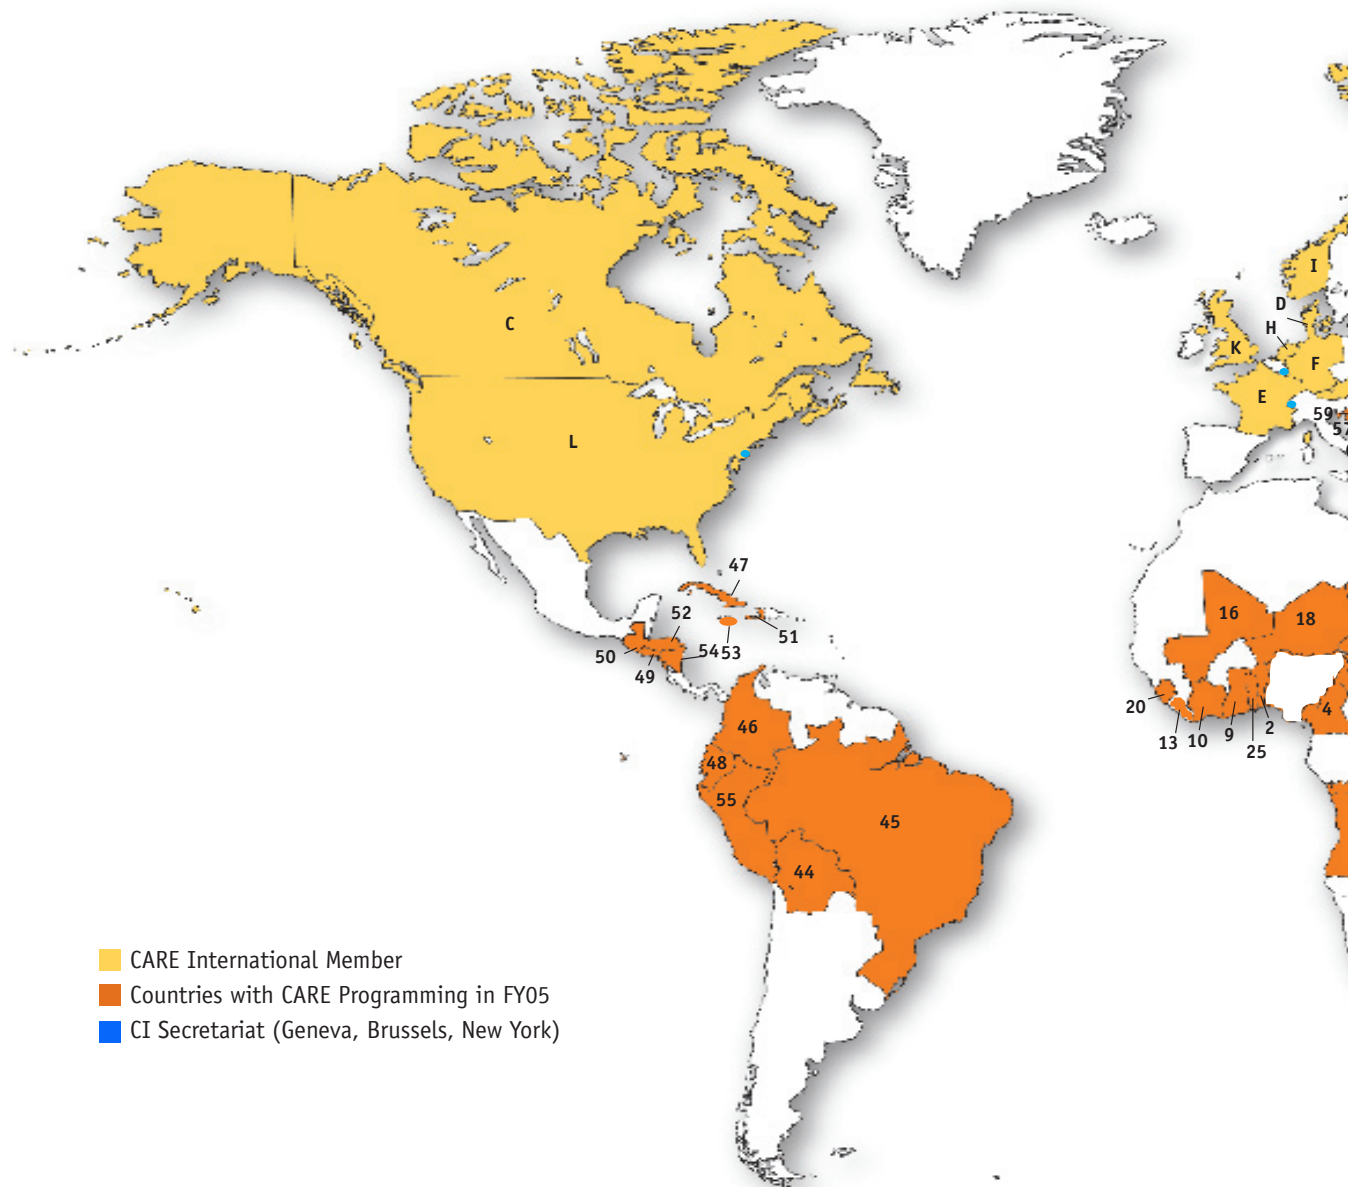 I
D
H
C
K
F
E
59
57
L
47
52
51
50
54 53
49
16
18
20
4
2
13
10
9
25
46
48
55
45
44
CARE International Member
Countries with CARE Programming in FY05
CI Secretariat (Geneva, Brussels, New York)